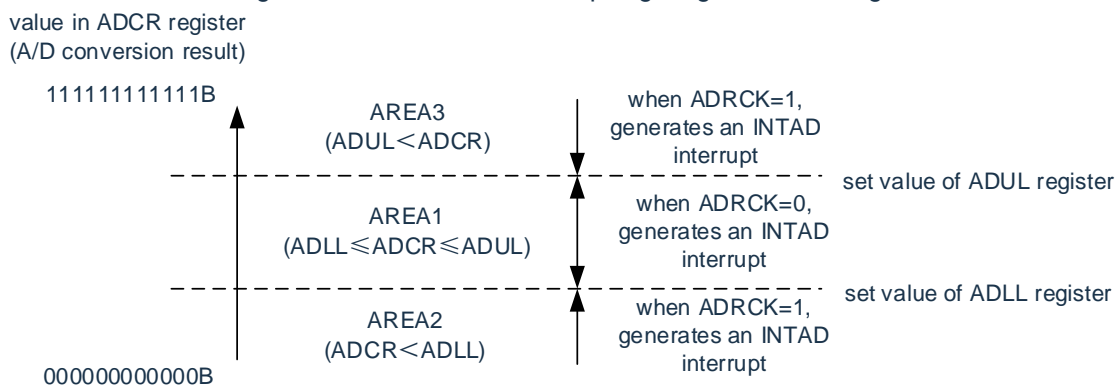 value in ADCR register
(A/D conversion result)
111111111111B
AREA3
(ADUL＜ADCR)
when ADRCK=1,
generates an INTAD
interrupt
set value of ADUL register
AREA1
(ADLL≤ADCR≤ADUL)
when ADRCK=0,
generates an INTAD
interrupt
set value of ADLL register
AREA2
(ADCR＜ADLL)
when ADRCK=1,
generates an INTAD
interrupt
000000000000B